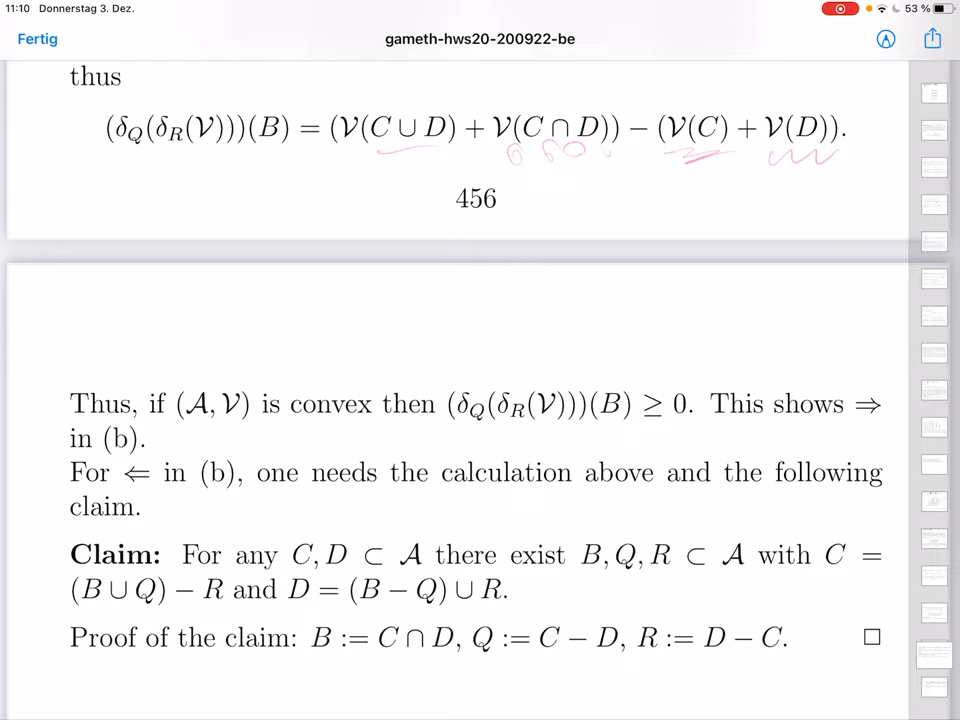 11:10 Donnerstag 3. Dez.
53 %
Fertig
gameth-hws20-200922-be
thus
(δ_Q(δ_R(𝒱)))(B) = (𝒱(C ∪ D) + 𝒱(C ∩ D)) − (𝒱(C) + 𝒱(D)).
456
Thus, if (𝒜, 𝒱) is convex then (δ_Q(δ_R(𝒱)))(B) ≥ 0. This shows ⇒
in (b).
For ⇐ in (b), one needs the calculation above and the following
claim.
Claim: For any C, D ⊂ 𝒜 there exist B, Q, R ⊂ 𝒜 with C =
(B ∪ Q) − R and D = (B − Q) ∪ R.
Proof of the claim: B := C ∩ D, Q := C − D, R := D − C. □